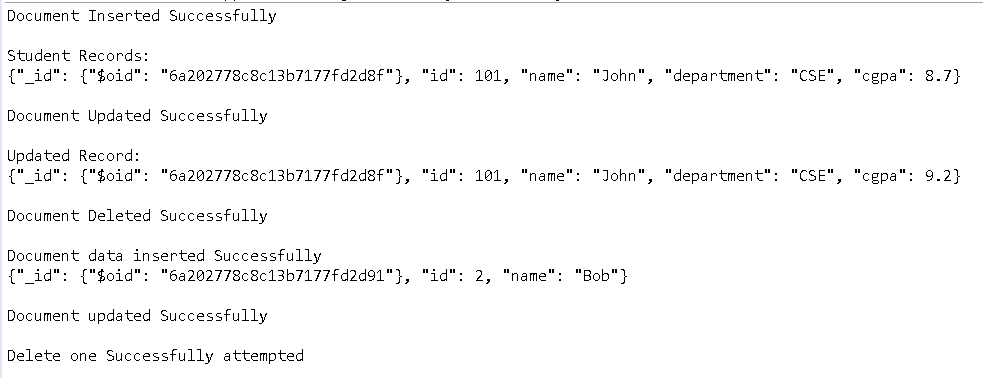 Document Inserted Successfully
Student Records:
{"_id": {"$oid": "6a202778c8c13b7177fd2d8f"}, "id": 101, "name": "John", "department": "CSE", "cgpa": 8.7}
Document Updated Successfully
Updated Record:
{"_id": {"$oid": "6a202778c8c13b7177fd2d8f"}, "id": 101, "name": "John", "department": "CSE", "cgpa": 9.2}
Document Deleted Successfully
Document data inserted Successfully
{"_id": {"$oid": "6a202778c8c13b7177fd2d91"}, "id": 2, "name": "Bob"}
Document updated Successfully
Delete one Successfully attempted